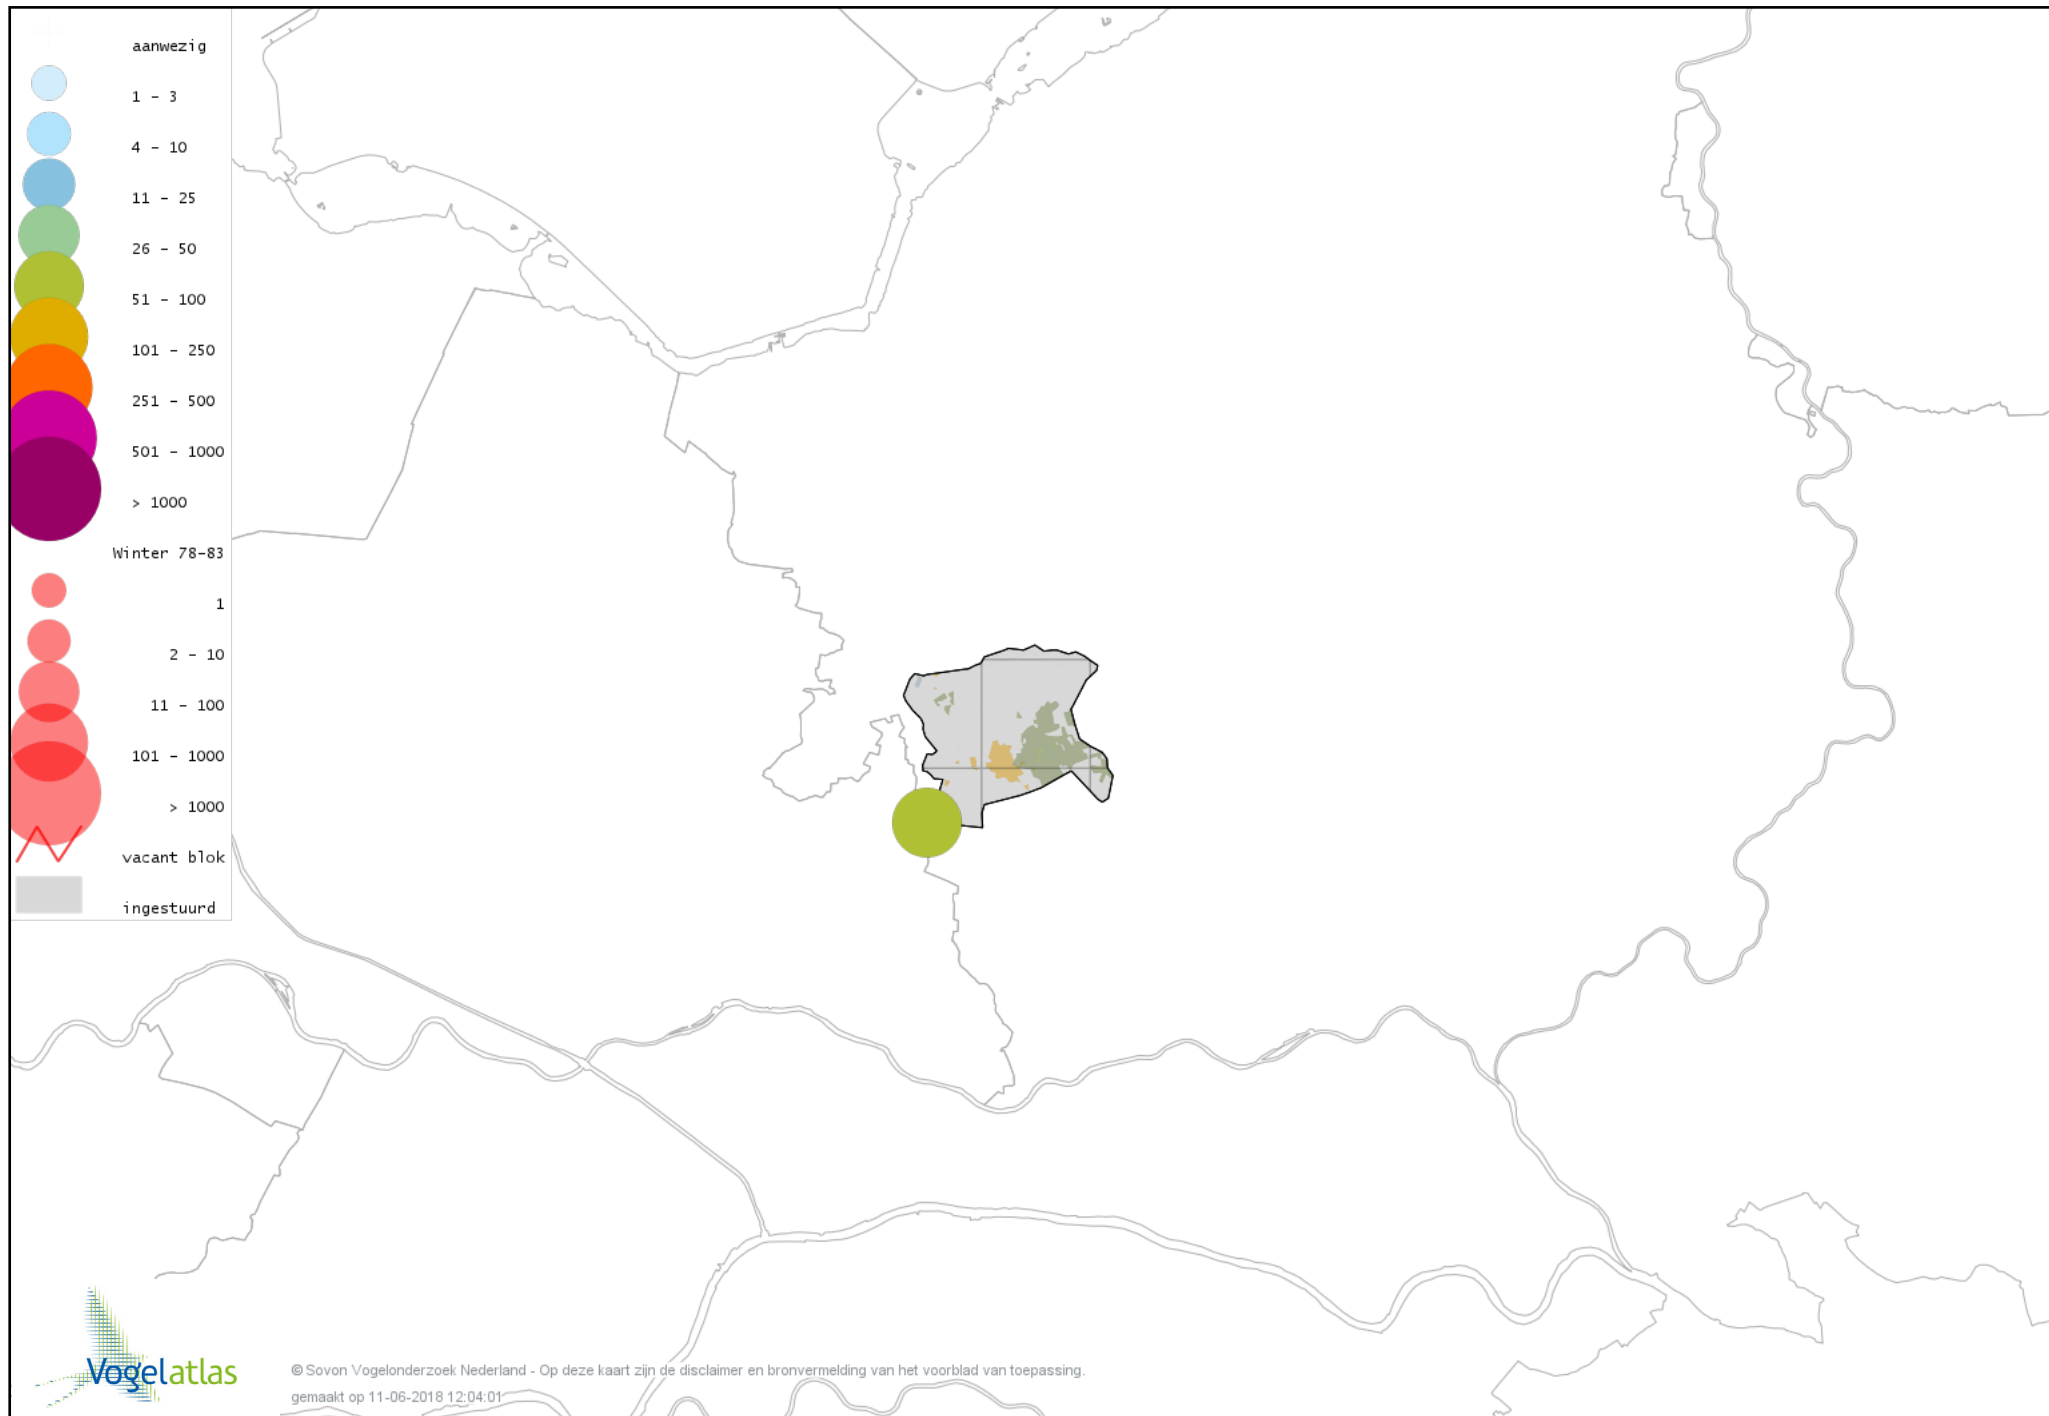 aanwezig
1 - 3
4 - 10
11 - 25
26 - 50
51 - 100
101 - 250
251 - 500
501 - 1000
> 1000
Winter 78-83
1
2 - 10
11 - 100
101 - 1000
> 1000
vacant blok
ingestuurd
Vogelatlas
© Sovon Vogelonderzoek Nederland - Op deze kaart zijn de disclaimer en bronvermelding van het voorblad van toepassing.
gemaakt op 11-06-2018 12:04:01